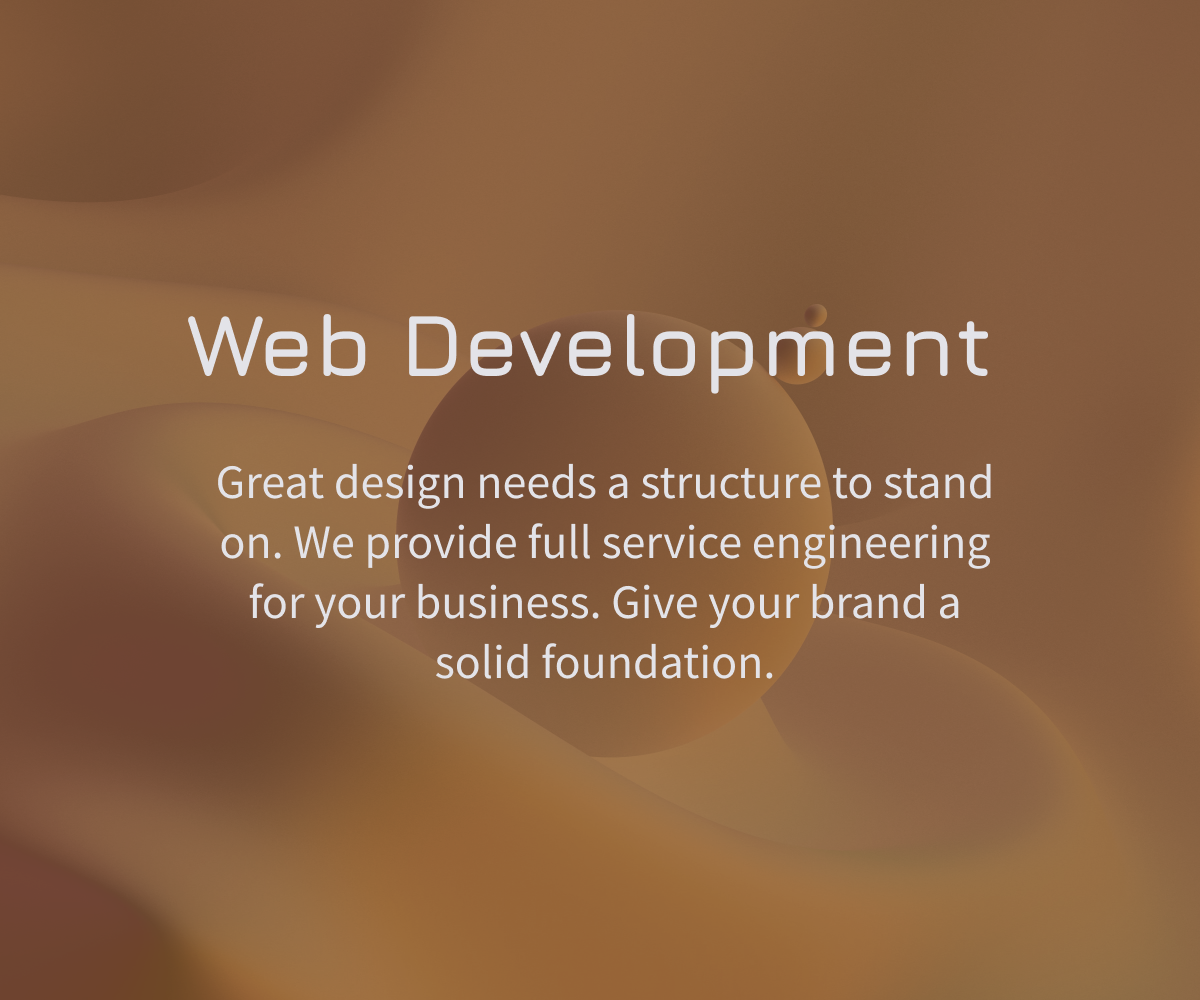 Web Development
Great design needs a structure to stand
on. We provide full service engineering
for your business. Give your brand a
solid foundation.